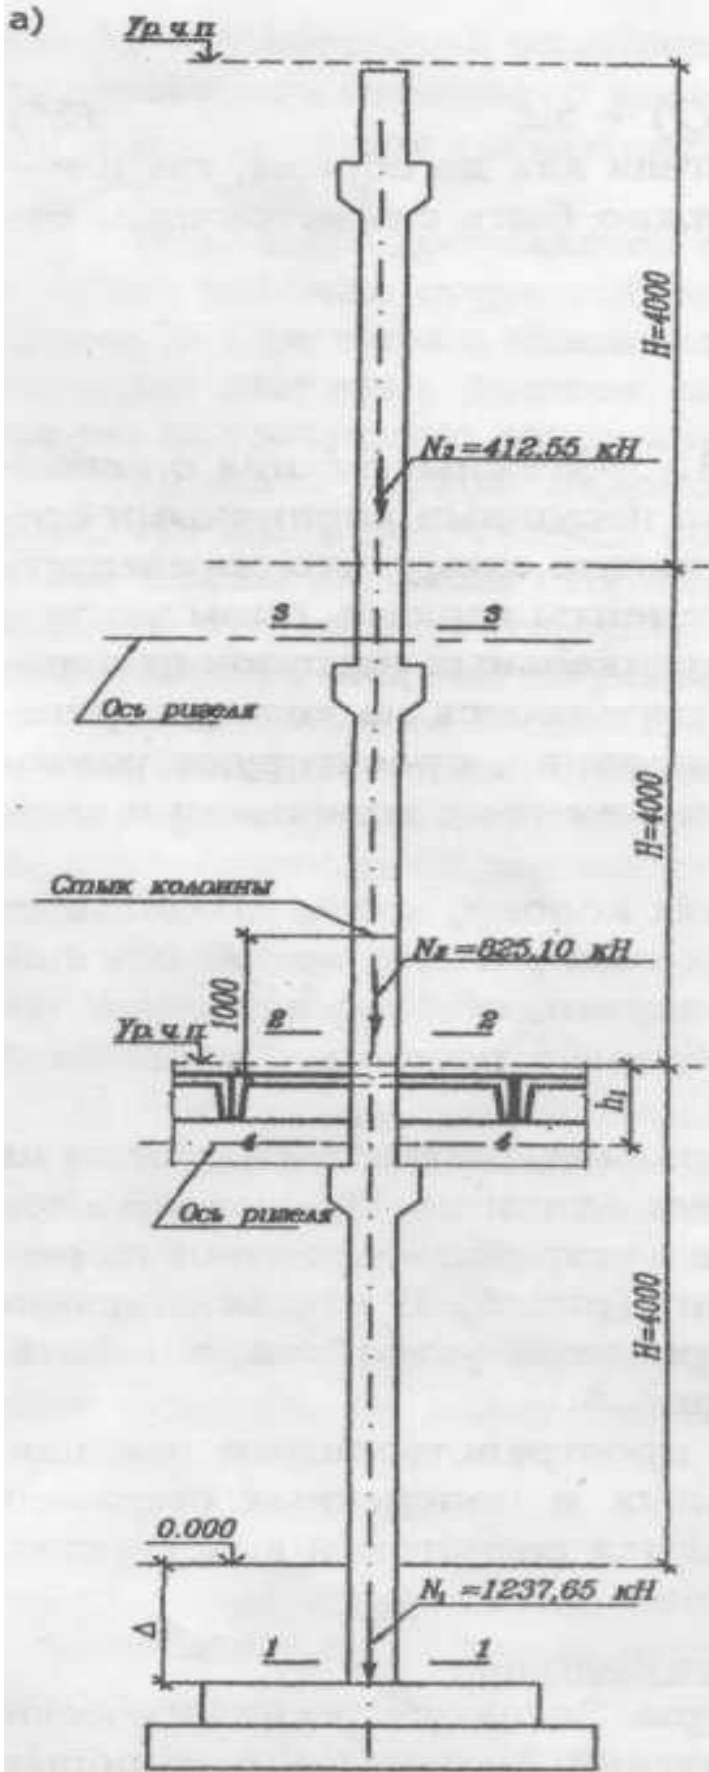 а)
Ур.ч.п
H=4000
N₃=412,55 кН
3 3
Ось ригеля
H=4000
Стык колонны
N₂=825,10 кН
1000
2 2
Ур.ч.п
h₁
4 4
Ось ригеля
H=4000
0.000
N₁=1237,65 кН
Δ
1 1